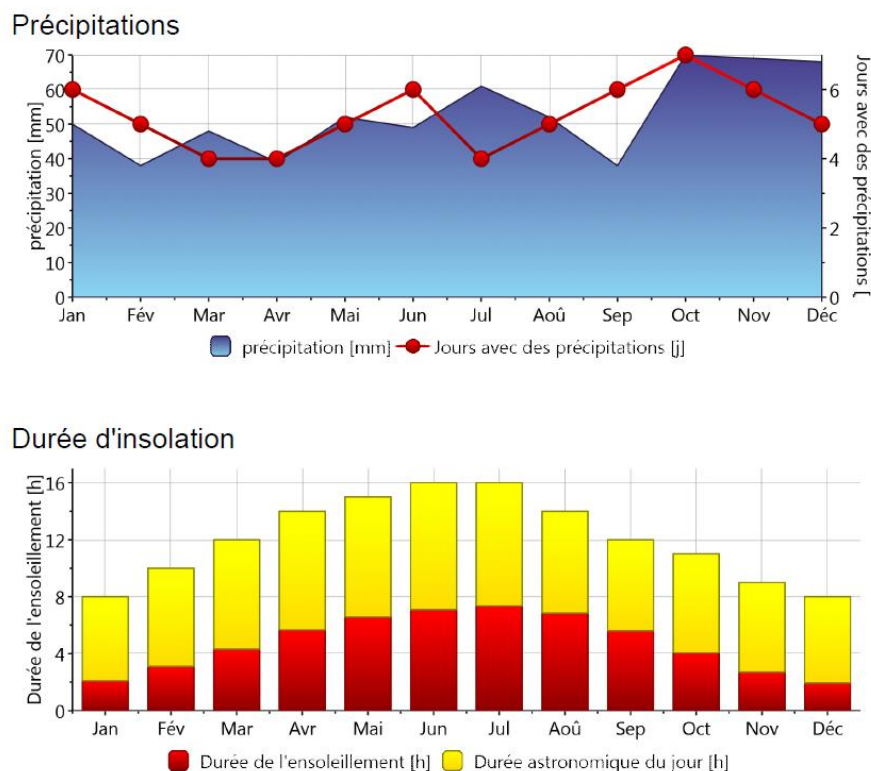 Précipitations
70
60
50
40
30
20
10
0
précipitation [mm]
6
4
2
0
Jours avec des
précipitations [
Jan Fév Mar Avr Mai Jun Jul Aoû Sep Oct Nov Déc
précipitation [mm] Jours avec des précipitations [j]
Durée d'insolation
Durée de l'ensoleillement [h]
16
12
8
4
0
Jan Fév Mar Avr Mai Jun Jul Aoû Sep Oct Nov Déc
Durée de l'ensoleillement [h] Durée astronomique du jour [h]